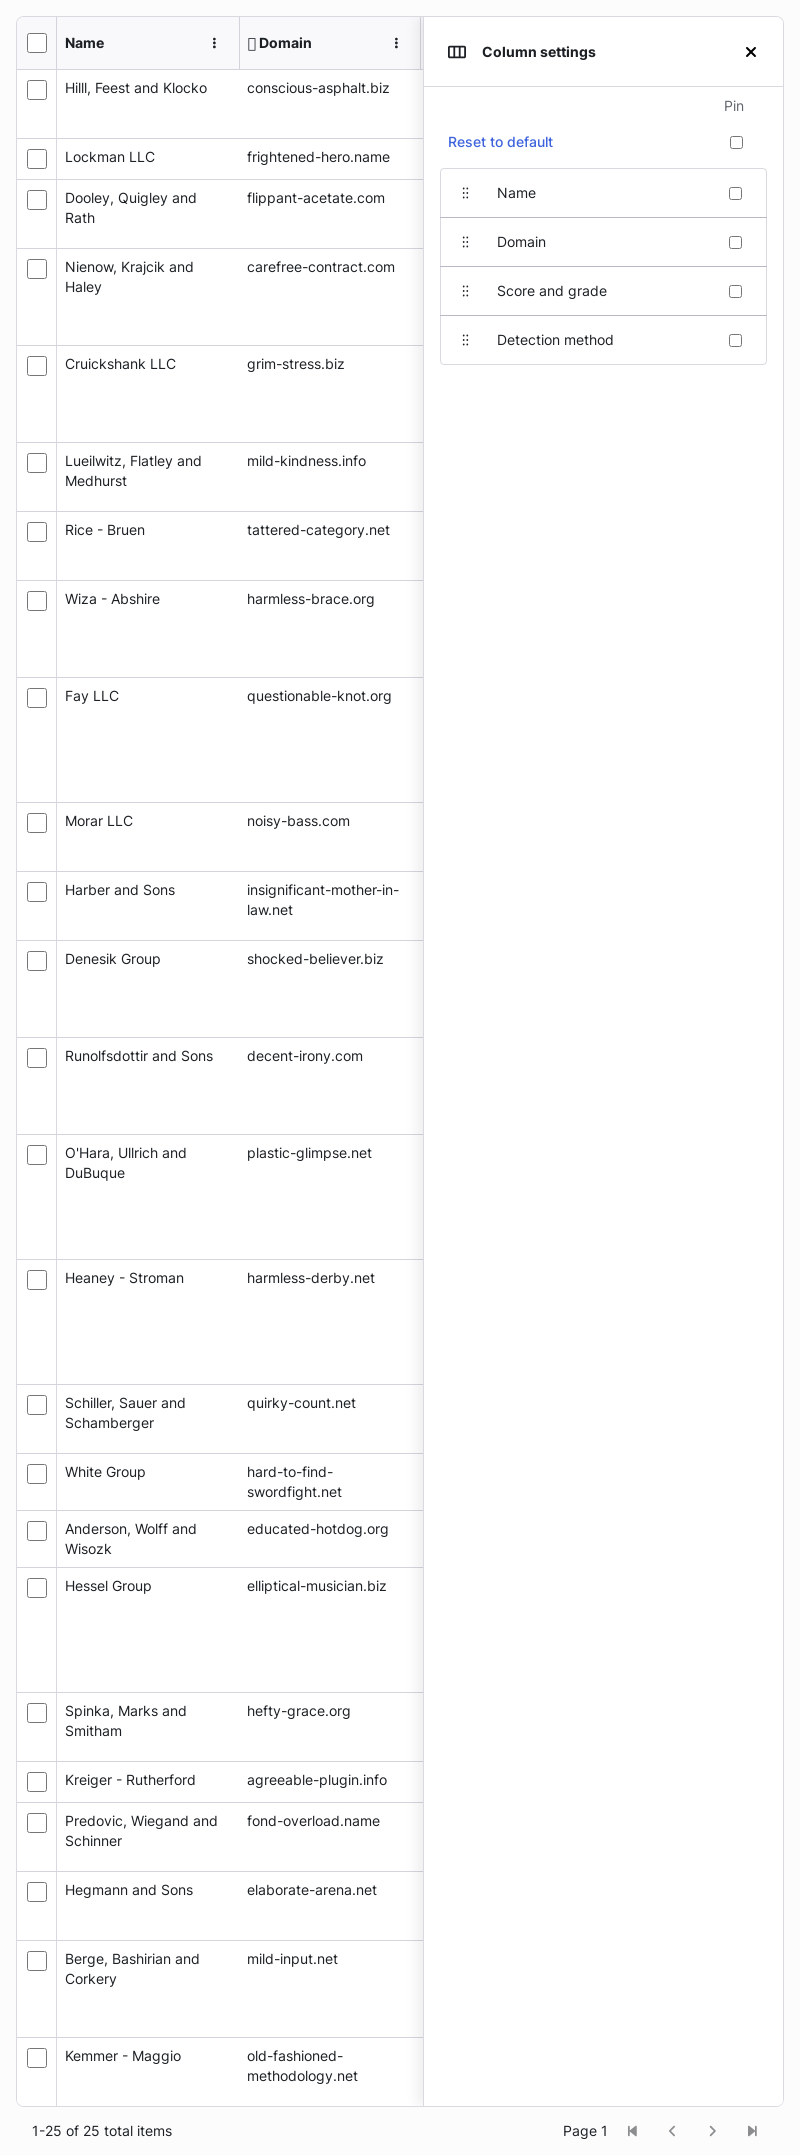 Name
Domain
Column settings
Pin
Reset to default
Name
Domain
Score and grade
Detection method
Hilll, Feest and Klocko
conscious-asphalt.biz
Lockman LLC
frightened-hero.name
Dooley, Quigley and
Rath
flippant-acetate.com
Nienow, Krajcik and
Haley
carefree-contract.com
Cruickshank LLC
grim-stress.biz
Lueilwitz, Flatley and
Medhurst
mild-kindness.info
Rice - Bruen
tattered-category.net
Wiza - Abshire
harmless-brace.org
Fay LLC
questionable-knot.org
Morar LLC
noisy-bass.com
Harber and Sons
insignificant-mother-in-
law.net
Denesik Group
shocked-believer.biz
Runolfsdottir and Sons
decent-irony.com
O'Hara, Ullrich and
DuBuque
plastic-glimpse.net
Heaney - Stroman
harmless-derby.net
Schiller, Sauer and
Schamberger
quirky-count.net
White Group
hard-to-find-
swordfight.net
Anderson, Wolff and
Wisozk
educated-hotdog.org
Hessel Group
elliptical-musician.biz
Spinka, Marks and
Smitham
hefty-grace.org
Kreiger - Rutherford
agreeable-plugin.info
Predovic, Wiegand and
Schinner
fond-overload.name
Hegmann and Sons
elaborate-arena.net
Berge, Bashirian and
Corkery
mild-input.net
Kemmer - Maggio
old-fashioned-
methodology.net
1-25 of 25 total items
Page 1